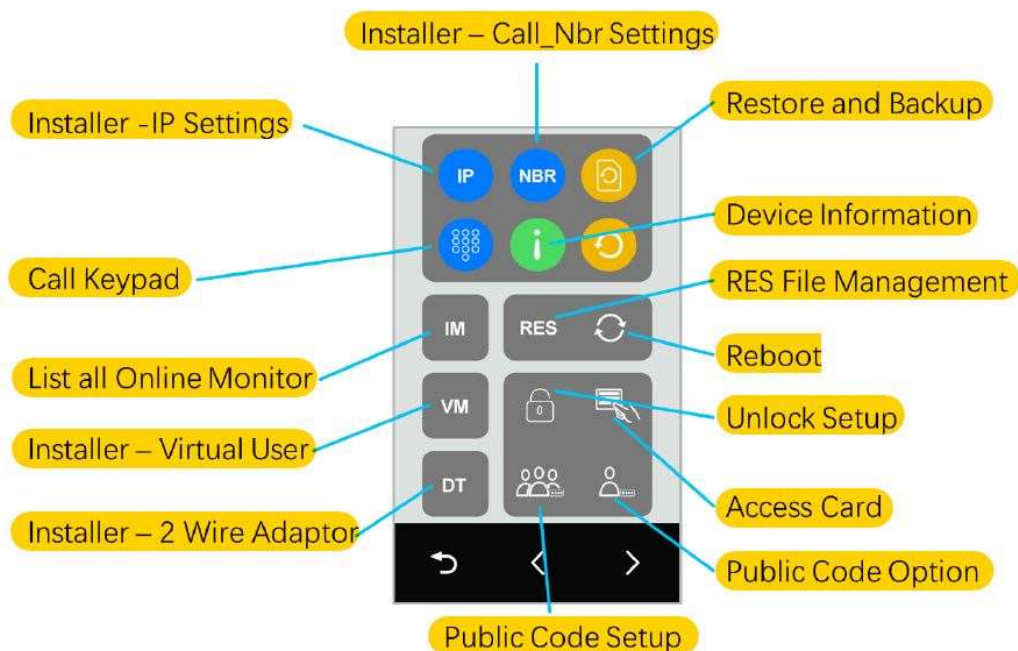 Installer – Call_Nbr Settings
Restore and Backup
Installer -IP Settings
IP
NBR
Device Information
Call Keypad
RES File Management
IM
RES
Reboot
List all Online Monitor
VM
0
Unlock Setup
Installer – Virtual User
DT
Access Card
Installer – 2 Wire Adaptor
Public Code Option
Public Code Setup